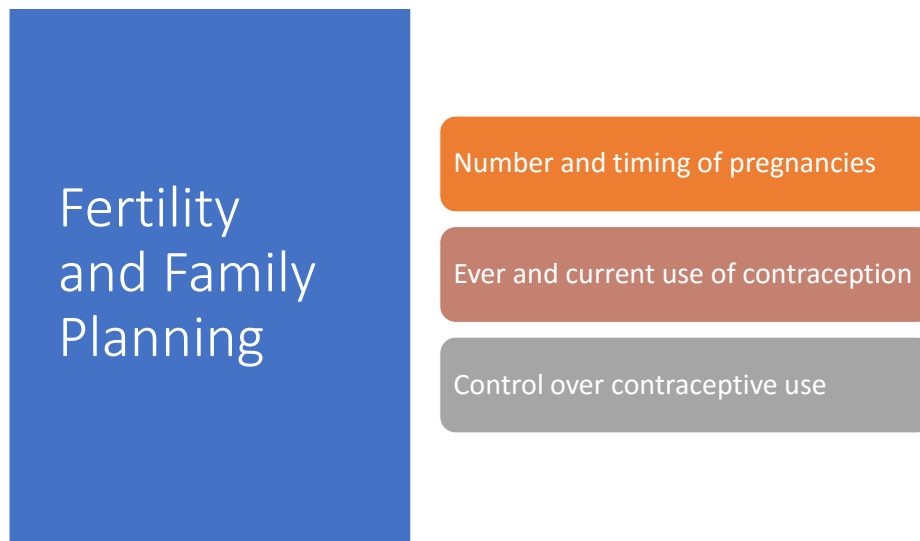 Fertility
and Family
Planning
Number and timing of pregnancies
Ever and current use of contraception
Control over contraceptive use